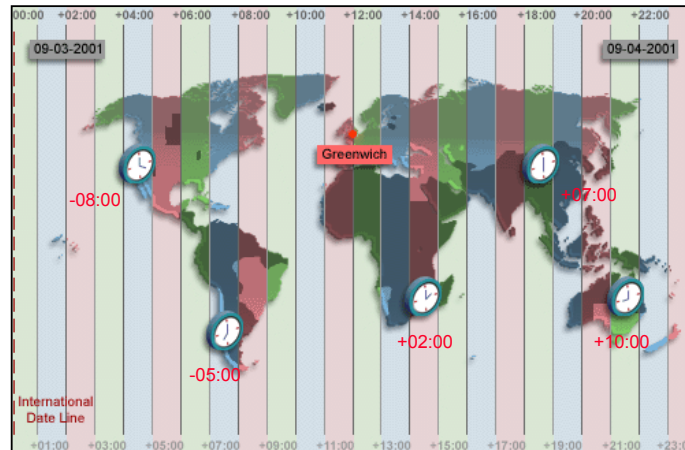 00:00 +02:00 +04:00 +06:00 +08:00 +10:00 +12:00 +14:00 +16:00 +18:00 +20:00 +22:00
09-03-2001 09-04-2001
Greenwich
-08:00 +07:00
-05:00 +02:00 +10:00
International
Date Line
+01:00 +03:00 +05:00 +07:00 +09:00 +11:00 +13:00 +15:00 +17:00 +19:00 +21:00 +23:0